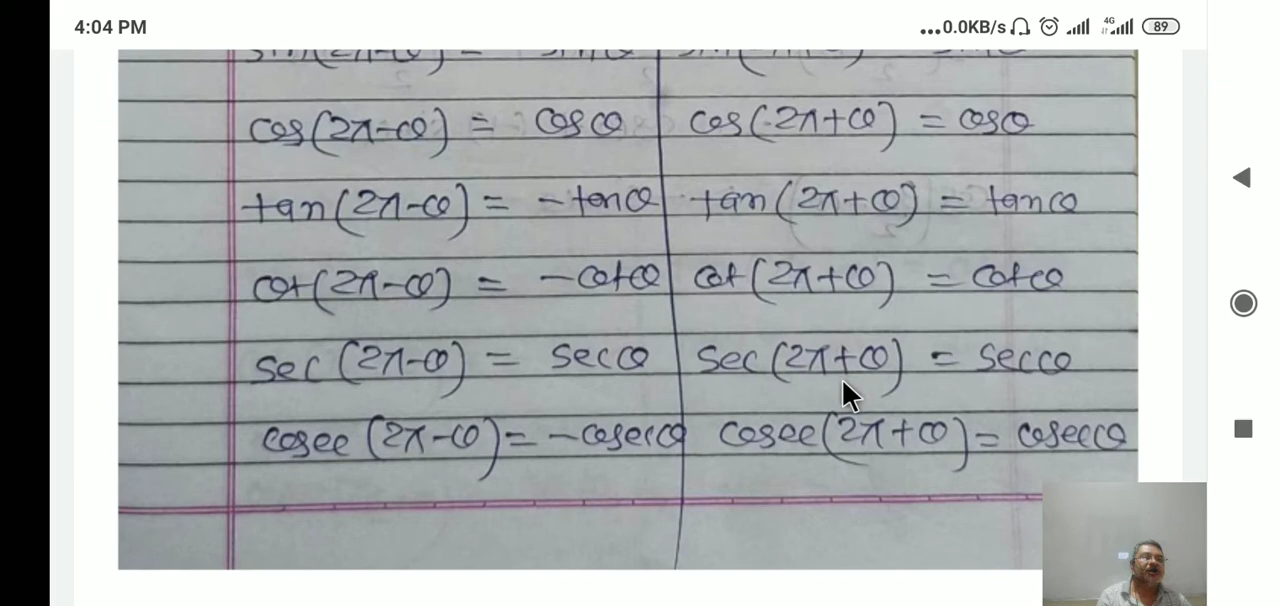 4:04 PM ...0.0KB/s 4G 89
cos(2π-θ) = cosθ cos(2π+θ) = cosθ
tan(2π-θ) = -tanθ tan(2π+θ) = tanθ
cot(2π-θ) = -cotθ cot(2π+θ) = cotθ
sec(2π-θ) = secθ sec(2π+θ) = secθ
cosec(2π-θ) = -cosecθ cosec(2π+θ) = cosecθ